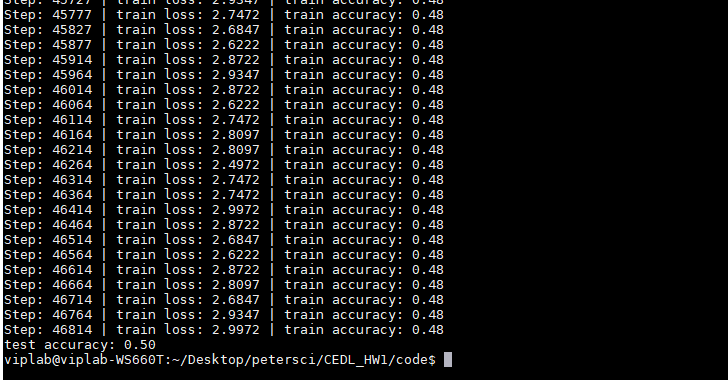 Step: 45727 | train loss: 2.9347 | train accuracy: 0.48
Step: 45777 | train loss: 2.7472 | train accuracy: 0.48
Step: 45827 | train loss: 2.6847 | train accuracy: 0.48
Step: 45877 | train loss: 2.6222 | train accuracy: 0.48
Step: 45914 | train loss: 2.8722 | train accuracy: 0.48
Step: 45964 | train loss: 2.9347 | train accuracy: 0.48
Step: 46014 | train loss: 2.8722 | train accuracy: 0.48
Step: 46064 | train loss: 2.6222 | train accuracy: 0.48
Step: 46114 | train loss: 2.7472 | train accuracy: 0.48
Step: 46164 | train loss: 2.8097 | train accuracy: 0.48
Step: 46214 | train loss: 2.8097 | train accuracy: 0.48
Step: 46264 | train loss: 2.4972 | train accuracy: 0.48
Step: 46314 | train loss: 2.7472 | train accuracy: 0.48
Step: 46364 | train loss: 2.7472 | train accuracy: 0.48
Step: 46414 | train loss: 2.9972 | train accuracy: 0.48
Step: 46464 | train loss: 2.8722 | train accuracy: 0.48
Step: 46514 | train loss: 2.6847 | train accuracy: 0.48
Step: 46564 | train loss: 2.6222 | train accuracy: 0.48
Step: 46614 | train loss: 2.8722 | train accuracy: 0.48
Step: 46664 | train loss: 2.8097 | train accuracy: 0.48
Step: 46714 | train loss: 2.6847 | train accuracy: 0.48
Step: 46764 | train loss: 2.9347 | train accuracy: 0.48
Step: 46814 | train loss: 2.9972 | train accuracy: 0.48
test accuracy: 0.50
viplab@viplab-WS660T:~/Desktop/petersci/CEDL_HW1/code$